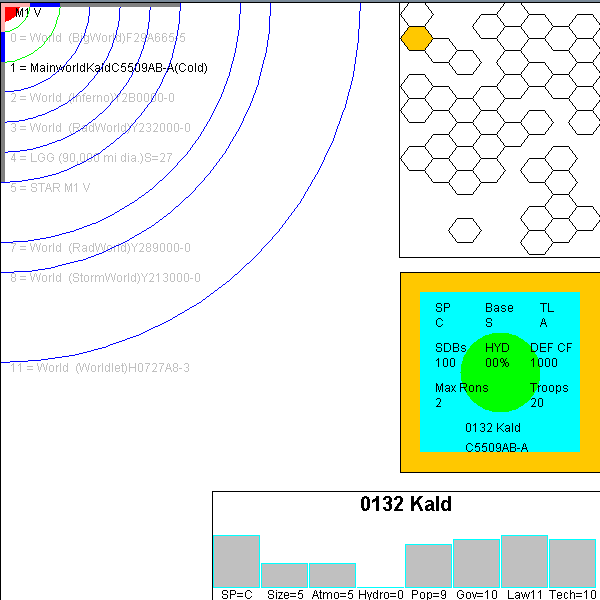 M1 V
0 = World (BigWorld)F29A665-5
1 = MainworldKaldC5509AB-A(Cold)
2 = World (Inferno)Y2B0000-0
3 = World (RadWorld)Y232000-0
4 = LGG (90,000 mi dia.)S=27
5 = STAR M1 V
7 = World (RadWorld)Y289000-0
8 = World (StormWorld)Y213000-0
11 = World (Worldlet)H0727A8-3
SP Base TL
C S A
SDBs HYD DEF CF
100 00% 1000
Max Rons Troops
2 20
0132 Kald
C5509AB-A
0132 Kald
SP=C Size=5 Atmo=5 Hydro=0 Pop=9 Gov=10 Law11 Tech=10